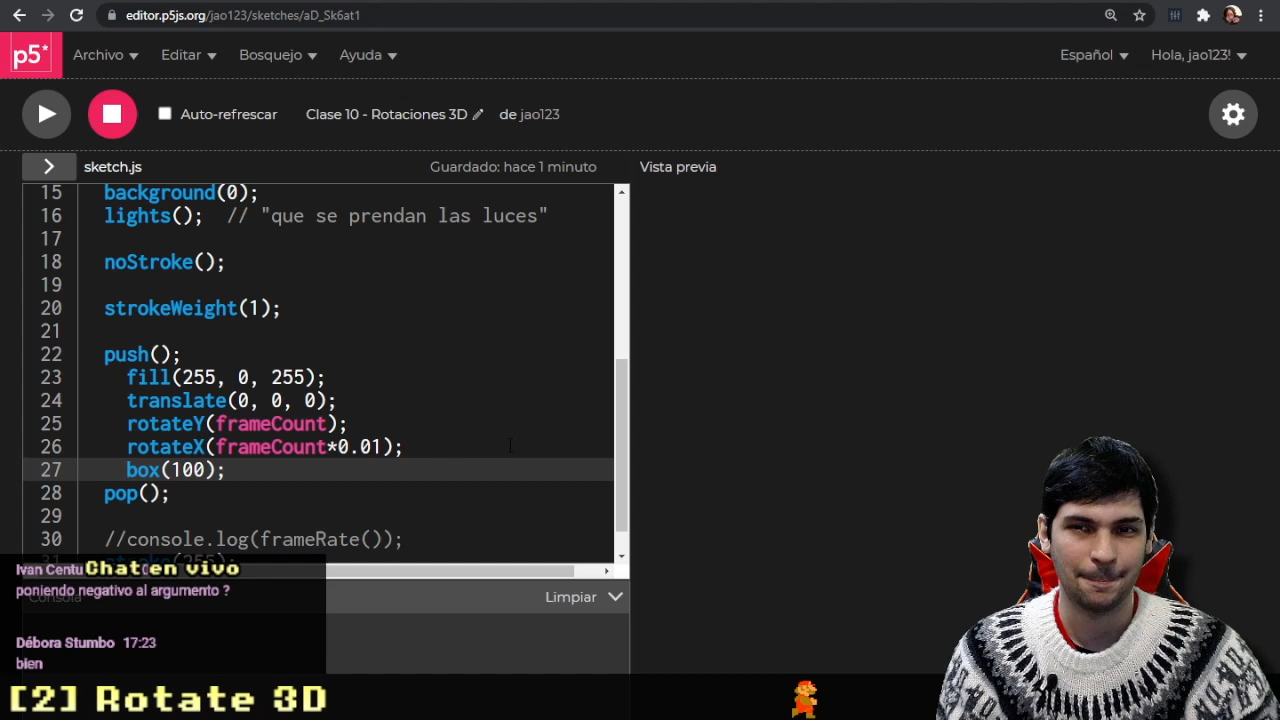 editor.p5js.org/jao123/sketches/aD_Sk6at1
p5*
Archivo
Editar
Bosquejo
Ayuda
Español
Hola, jao123!
Auto-refrescar
Clase 10 - Rotaciones 3D
de jao123
sketch.js
Guardado: hace 1 minuto
Vista previa
15 background(0);
16 lights(); // "que se prendan las luces"
17
18 noStroke();
19
20 strokeWeight(1);
21
22 push();
23 fill(255, 0, 255);
24 translate(0, 0, 0);
25 rotateY(frameCount);
26 rotateX(frameCount*0.01);
27 box(100);
28 pop();
29
30 //console.log(frameRate());
Ivan Centu
Chat en vivo
poniendo negativo al argumento ?
Consola
Limpiar
Débora Stumbo 17:23
bien
[2] Rotate 3D